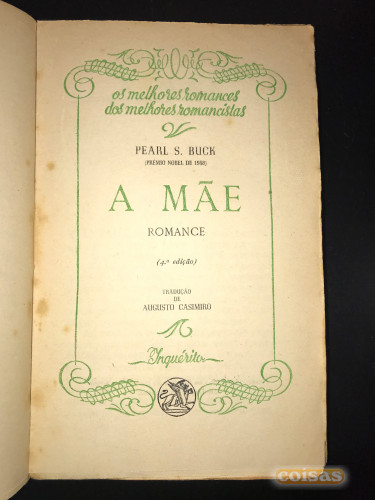 os melhores romances
dos melhores romancistas
PEARL S. BUCK
(PRÉMIO NOBEL DE 1938)
A MÃE
ROMANCE
(4.ª edição)
TRADUÇÃO
DE
AUGUSTO CASIMIRO
Inquérito
coisas